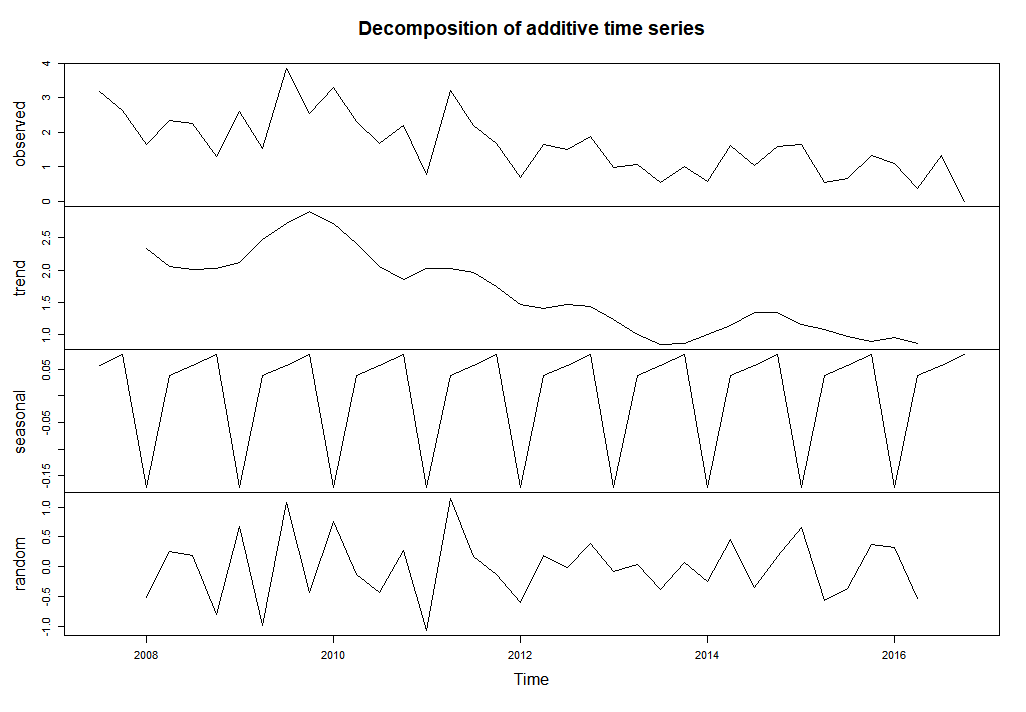 Decomposition of additive time series
observed
0 1 2 3 4
trend
1.0 1.5 2.0 2.5
seasonal
-0.15 -0.05 0.05
random
-1.0 -0.5 0.0 0.5 1.0
2008 2010 2012 2014 2016
Time